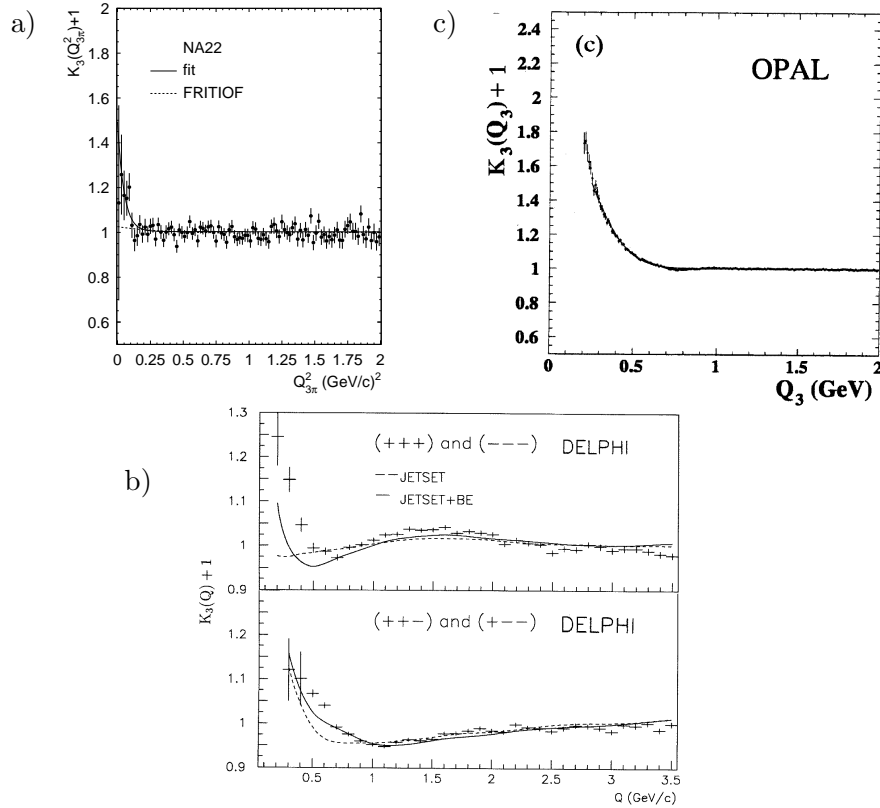 a)
K₃(Q²₃π)+1
2
1.8
1.6
1.4
1.2
1
0.8
0.6
NA22
fit
FRITIOF
0 0.25 0.5 0.75 1 1.25 1.5 1.75 2
Q²₃π (GeV/c)²
c)
(c)
OPAL
K₃(Q₃) + 1
2.4
2.2
2
1.8
1.6
1.4
1.2
1
0.8
0.6
0 0.5 1 1.5 2
Q₃ (GeV)
b)
K₃(Q) + 1
1.3
1.2
1.1
1.0
0.9
(+++) and (−−−) DELPHI
−−JETSET
— JETSET+BE
1.2
1.1
1.0
0.9
(++−) and (+−−) DELPHI
0.5 1 1.5 2 2.5 3 3.5
Q (GeV/c)